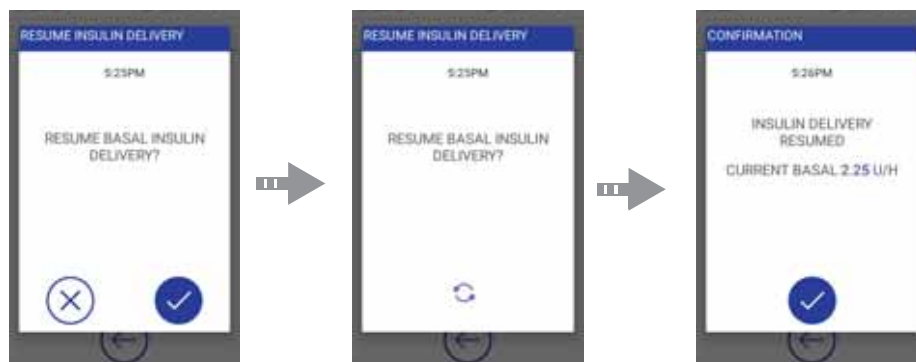 RESUME INSULIN DELIVERY
5:25PM
RESUME BASAL INSULIN
DELIVERY?
RESUME INSULIN DELIVERY
5:25PM
RESUME BASAL INSULIN
DELIVERY?
CONFIRMATION
5:26PM
INSULIN DELIVERY
RESUMED
CURRENT BASAL 2.25 U/H